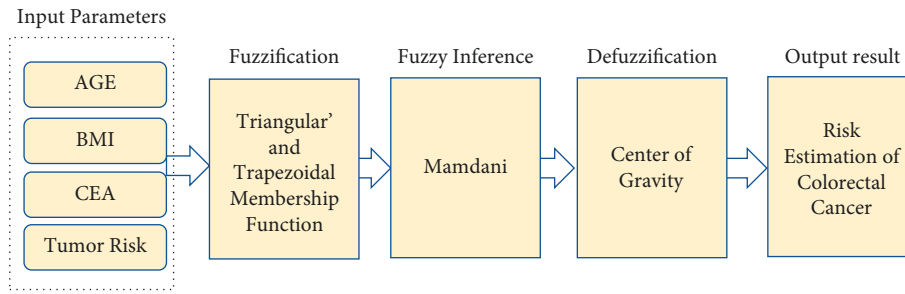 Input Parameters
AGE
BMI
CEA
Tumor Risk
Fuzzification
Triangular’
and
Trapezoidal
Membership
Function
Fuzzy Inference
Mamdani
Defuzzification
Center of
Gravity
Output result
Risk
Estimation of
Colorectal
Cancer